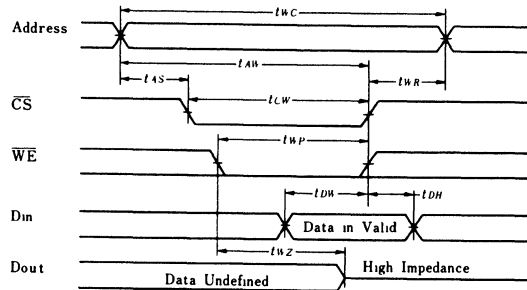 tWC
Address
tAW
tAS
tWR
CS
tCW
tWP
WE
tDW
tDH
Din
Data in Valid
tWZ
Dout
High Impedance
Data Undefined